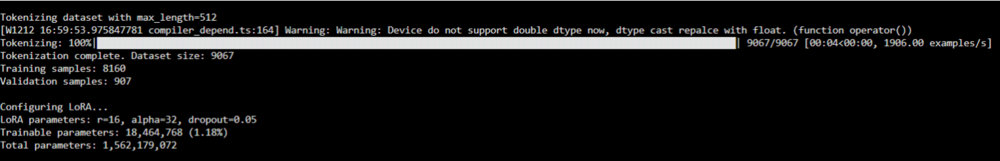 Tokenizing dataset with max_length=512
[W1212 16:59:53.975847781 compiler_depend.ts:164] Warning: Warning: Device do not support double dtype now, dtype cast repalce with float. (function operator())
Tokenizing: 100%|██████████| 9067/9067 [00:04<00:00, 1906.00 examples/s]
Tokenization complete. Dataset size: 9067
Training samples: 8160
Validation samples: 907
Configuring LoRA...
LoRA parameters: r=16, alpha=32, dropout=0.05
Trainable parameters: 18,464,768 (1.18%)
Total parameters: 1,562,179,072